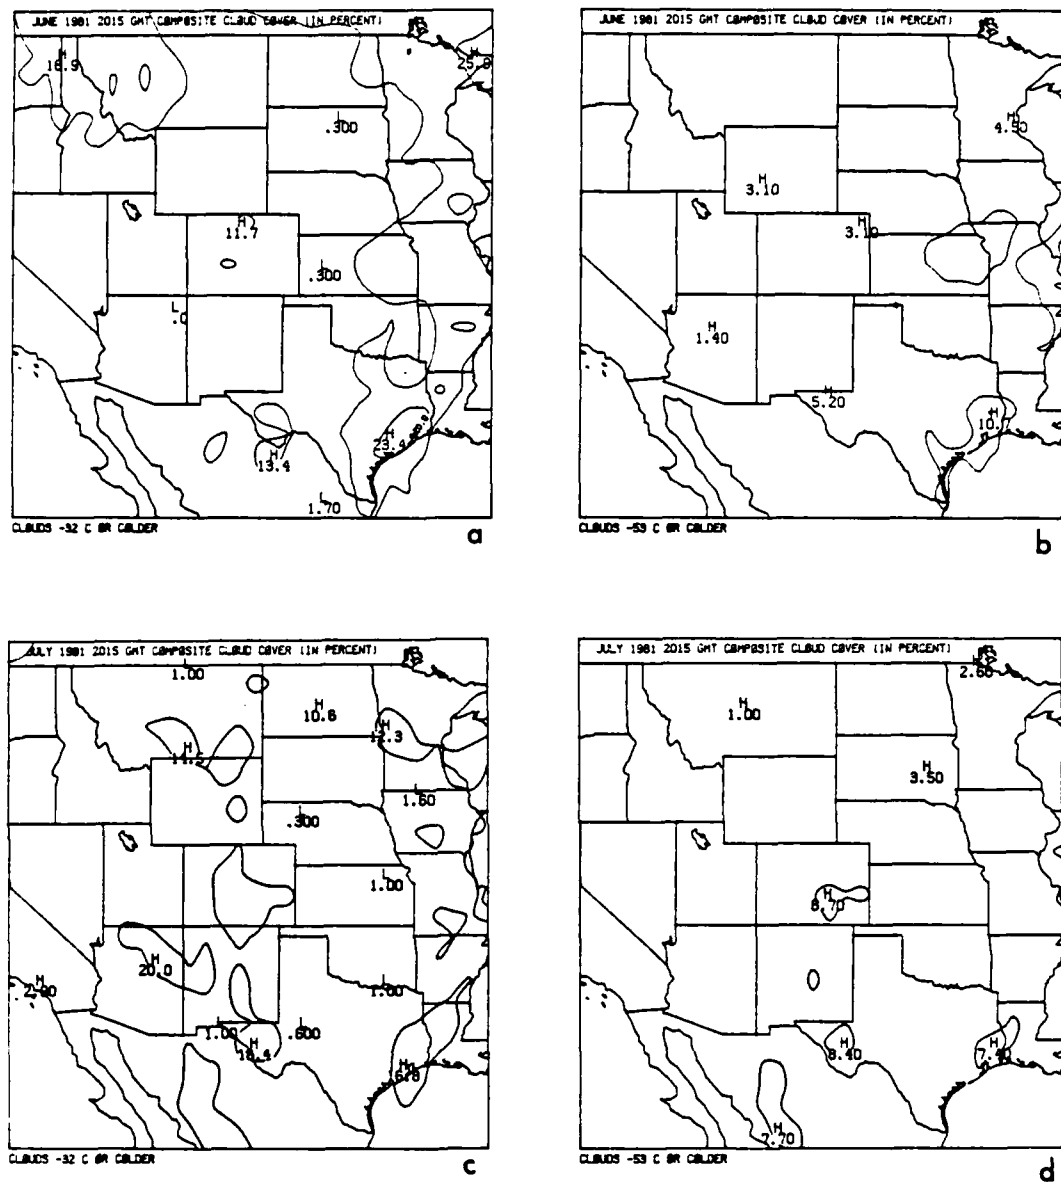 JUNE 1981 2015 GMT COMPOSITE CLOUD COVER (IN PERCENT)
H
18.9
H
H
.300
H
11.7
L
.300
L
.0
H
23.4
H
13.4
L
1.70
CLOUDS -32 C OR COLDER
a
JUNE 1981 2015 GMT COMPOSITE CLOUD COVER (IN PERCENT)
H
4.50
H
3.10
H
3.10
H
1.40
H
5.20
H
CLOUDS -53 C OR COLDER
b
JULY 1981 2015 GMT COMPOSITE CLOUD COVER (IN PERCENT)
L
1.00
H
10.8
H
12.3
H
14.5
L
1.60
L
.300
L
1.00
H
20.0
H
L
1.00
L
1.00
L
.600
H
18.4
H
CLOUDS -32 C OR COLDER
c
JULY 1981 2015 GMT COMPOSITE CLOUD COVER (IN PERCENT)
H
2.60
H
1.00
H
3.50
H
8.70
H
8.40
H
7.40
H
7.70
CLOUDS -53 C OR COLDER
d